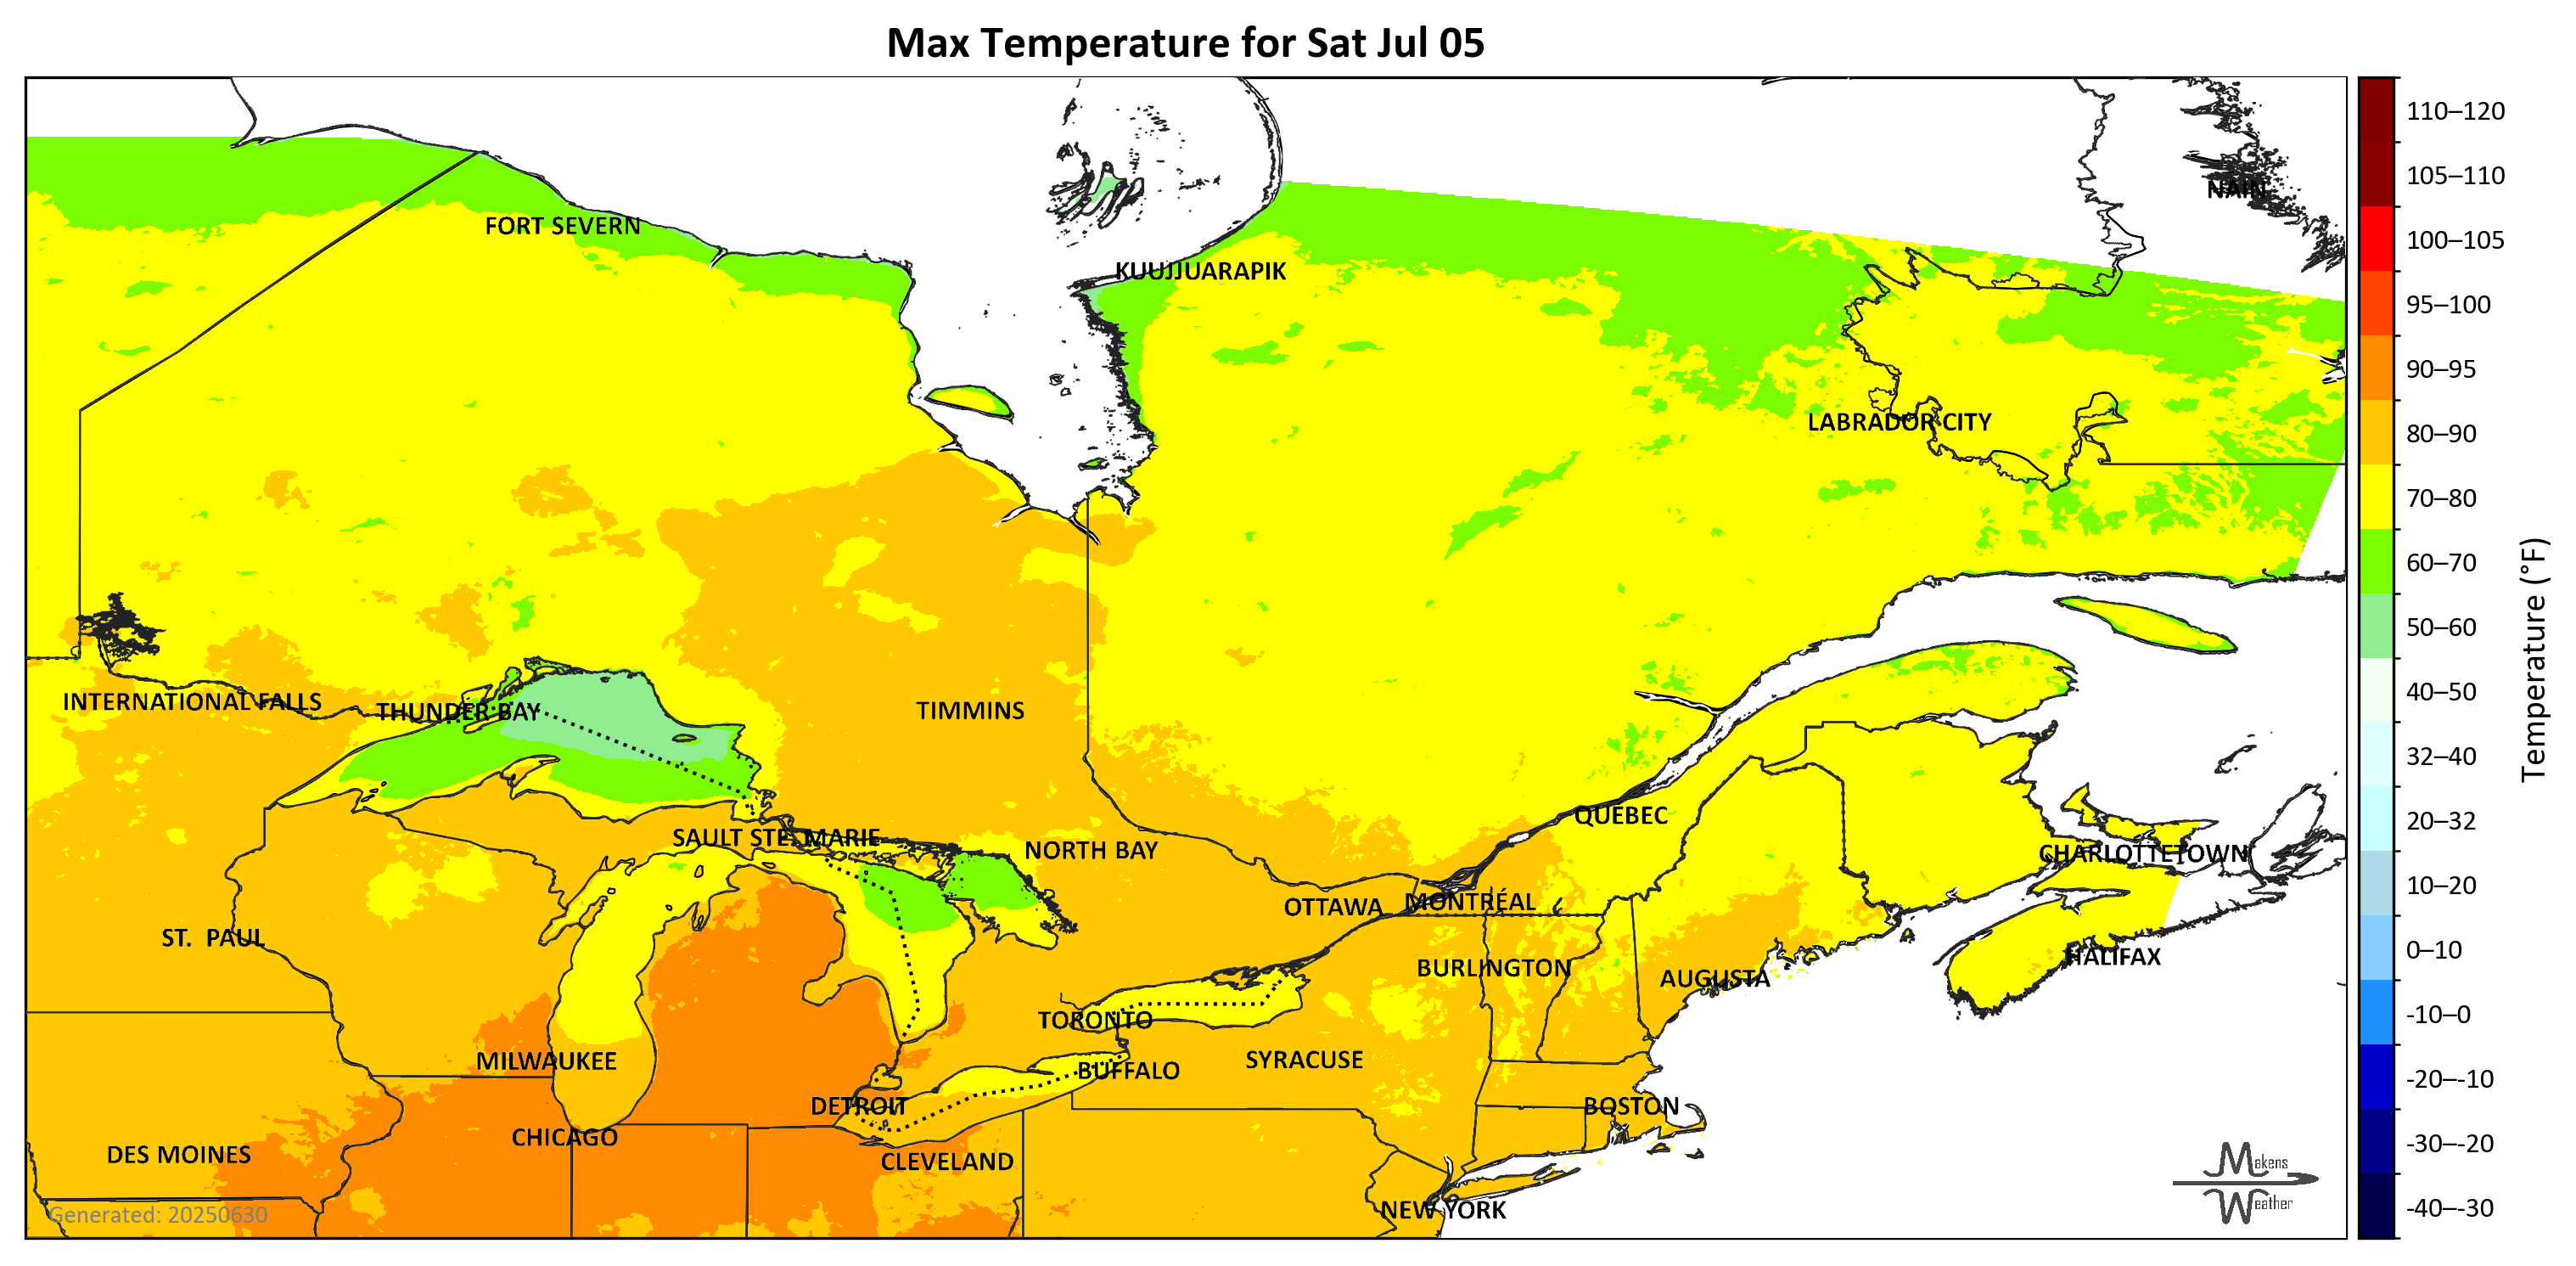 Max Temperature for Sat Jul 05
NAIN
FORT SEVERN
KUUJJUARAPIK
LABRADOR CITY
INTERNATIONAL FALLS
THUNDER BAY
TIMMINS
SAULT STE. MARIE
NORTH BAY
QUEBEC
CHARLOTTETOWN
OTTAWA
MONTRÉAL
ST.  PAUL
BURLINGTON
AUGUSTA
HALIFAX
TORONTO
MILWAUKEE
BUFFALO
SYRACUSE
DETROIT
BOSTON
CHICAGO
DES MOINES
CLEVELAND
NEW YORK
Generated: 20250630
Makens
Weather
110–120
105–110
100–105
95–100
90–95
80–90
70–80
60–70
50–60
40–50
32–40
20–32
10–20
0–10
-10–0
-20–-10
-30–-20
-40–-30
Temperature (°F)